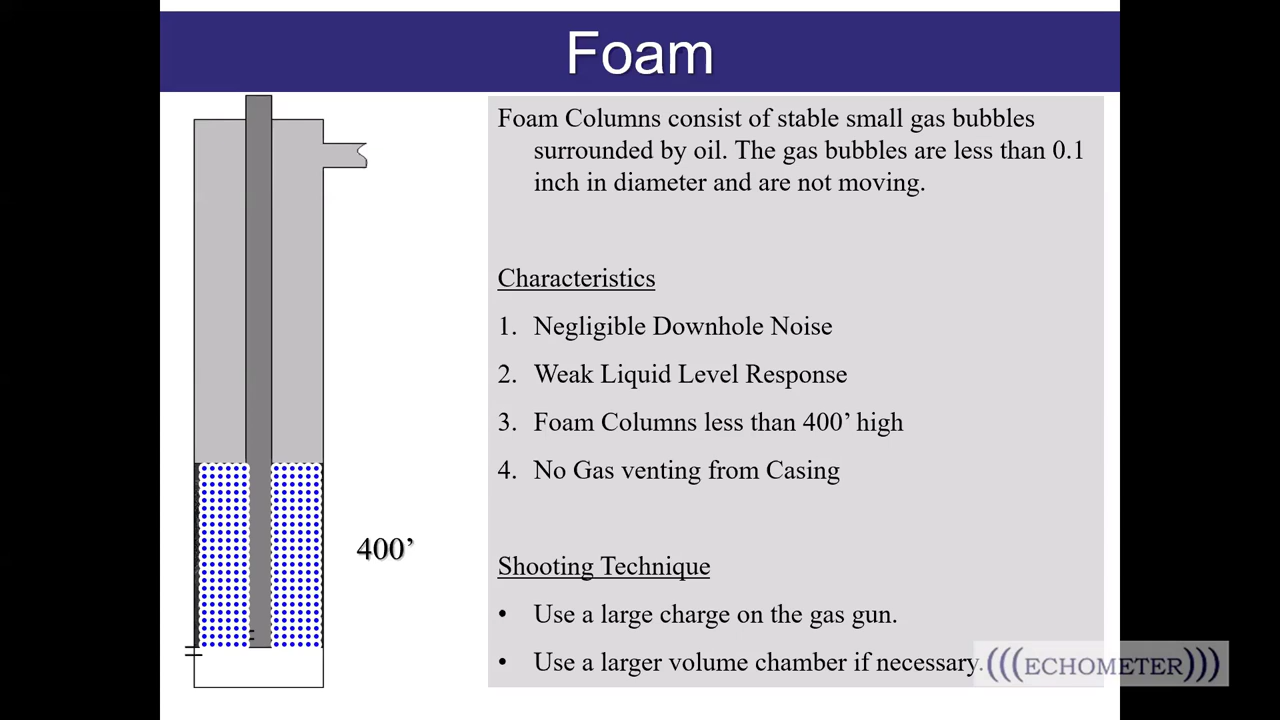 Foam
Foam Columns consist of stable small gas bubbles
surrounded by oil. The gas bubbles are less than 0.1
inch in diameter and are not moving.
Characteristics
1. Negligible Downhole Noise
2. Weak Liquid Level Response
3. Foam Columns less than 400’ high
4. No Gas venting from Casing
400’
Shooting Technique
• Use a large charge on the gas gun.
• Use a larger volume chamber if necessary.
(((ECHOMETER)))